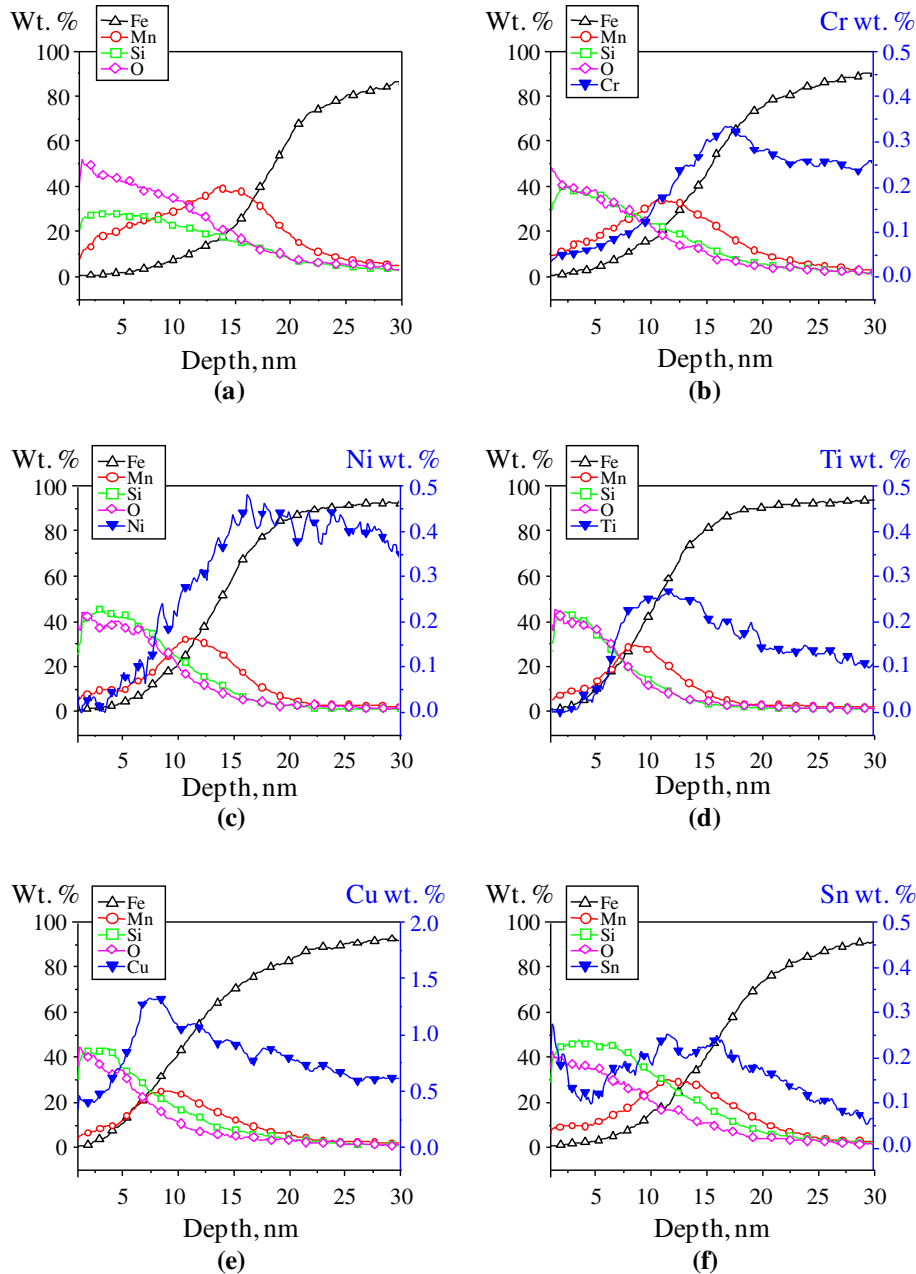 Wt. %
Fe
Mn
Si
O
100
80
60
40
20
0
5 10 15 20 25 30
Depth, nm
(a)
Wt. % Cr wt. %
Fe
Mn
Si
O
Cr
100
80
60
40
20
0
0.5
0.4
0.3
0.2
0.1
0.0
5 10 15 20 25 30
Depth, nm
(b)
Wt. % Ni wt. %
Fe
Mn
Si
O
Ni
100
80
60
40
20
0
0.5
0.4
0.3
0.2
0.1
0.0
5 10 15 20 25 30
Depth, nm
(c)
Wt. % Ti wt. %
Fe
Mn
Si
O
Ti
100
80
60
40
20
0
0.5
0.4
0.3
0.2
0.1
0.0
5 10 15 20 25 30
Depth, nm
(d)
Wt. % Cu wt. %
Fe
Mn
Si
O
Cu
100
80
60
40
20
0
2.0
1.5
1.0
0.5
0.0
5 10 15 20 25 30
Depth, nm
(e)
Wt. % Sn wt. %
Fe
Mn
Si
O
Sn
100
80
60
40
20
0
0.5
0.4
0.3
0.2
0.1
0.0
5 10 15 20 25 30
Depth, nm
(f)